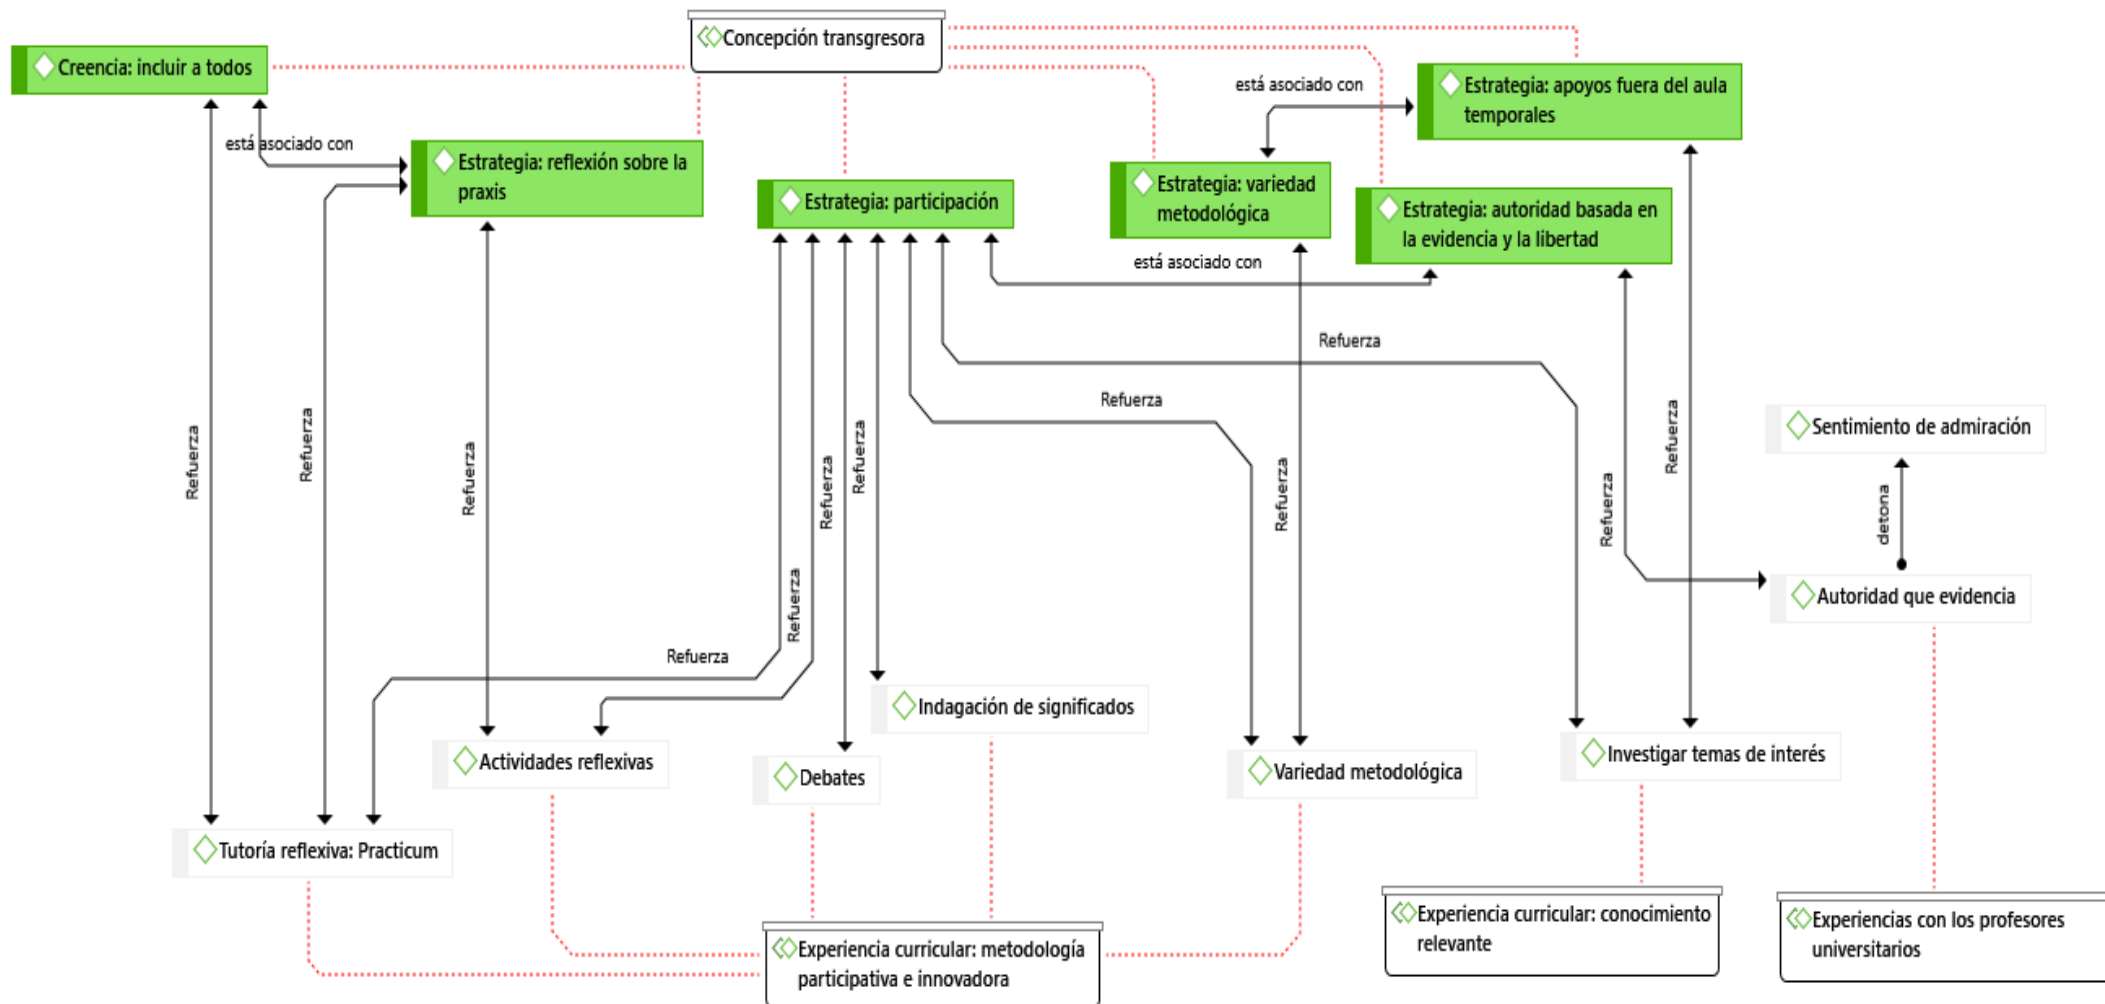 Concepción transgresora
Creencia: incluir a todos
Estrategia: apoyos fuera del aula
temporales
está asociado con
está asociado con
Estrategia: reflexión sobre la
praxis
Estrategia: participación
Estrategia: variedad
metodológica
Estrategia: autoridad basada en
la evidencia y la libertad
está asociado con
Refuerza
Refuerza
Refuerza
Refuerza
Refuerza
Refuerza
Refuerza
Refuerza
Refuerza
Refuerza
Refuerza
Refuerza
Refuerza
Sentimiento de admiración
detona
Autoridad que evidencia
Indagación de significados
Actividades reflexivas
Debates
Variedad metodológica
Investigar temas de interés
Tutoría reflexiva: Practicum
Experiencia curricular: metodología
participativa e innovadora
Experiencia curricular: conocimiento
relevante
Experiencias con los profesores
universitarios